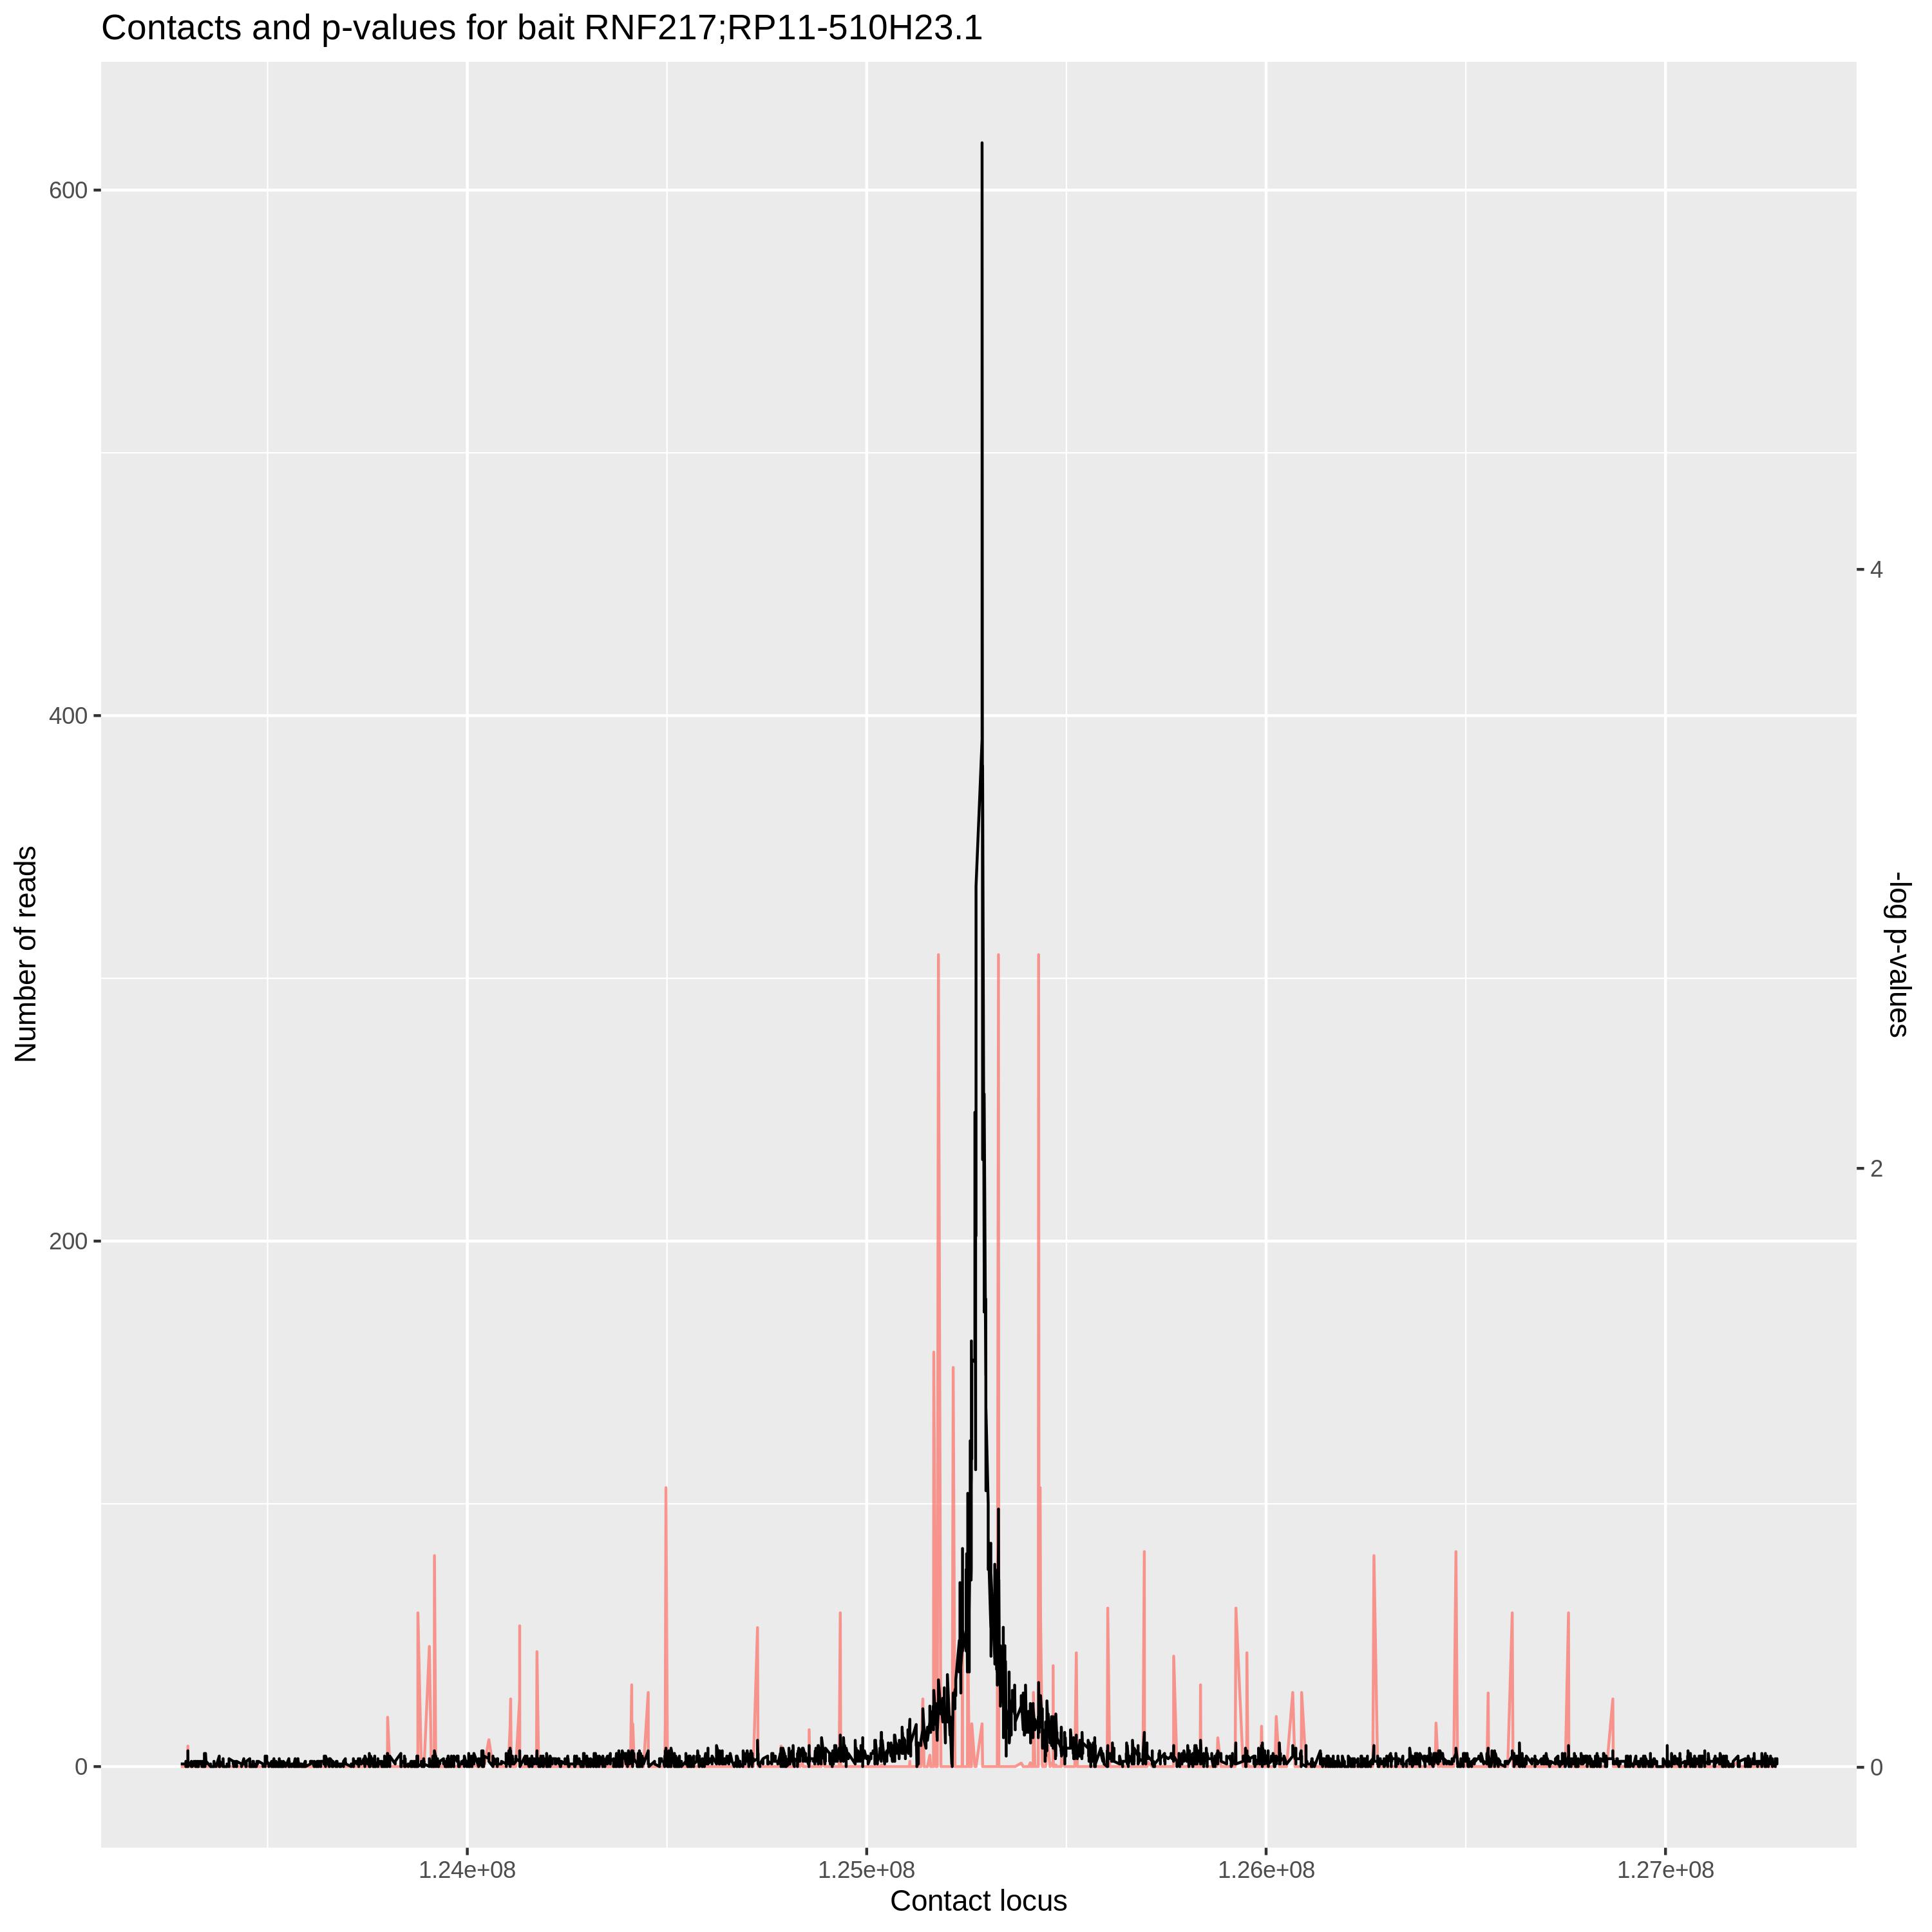 Contacts and p-values for bait RNF217;RP11-510H23.1
600
400
200
0
Number of reads
4
2
0
-log p-values
1.24e+08
1.25e+08
1.26e+08
1.27e+08
Contact locus